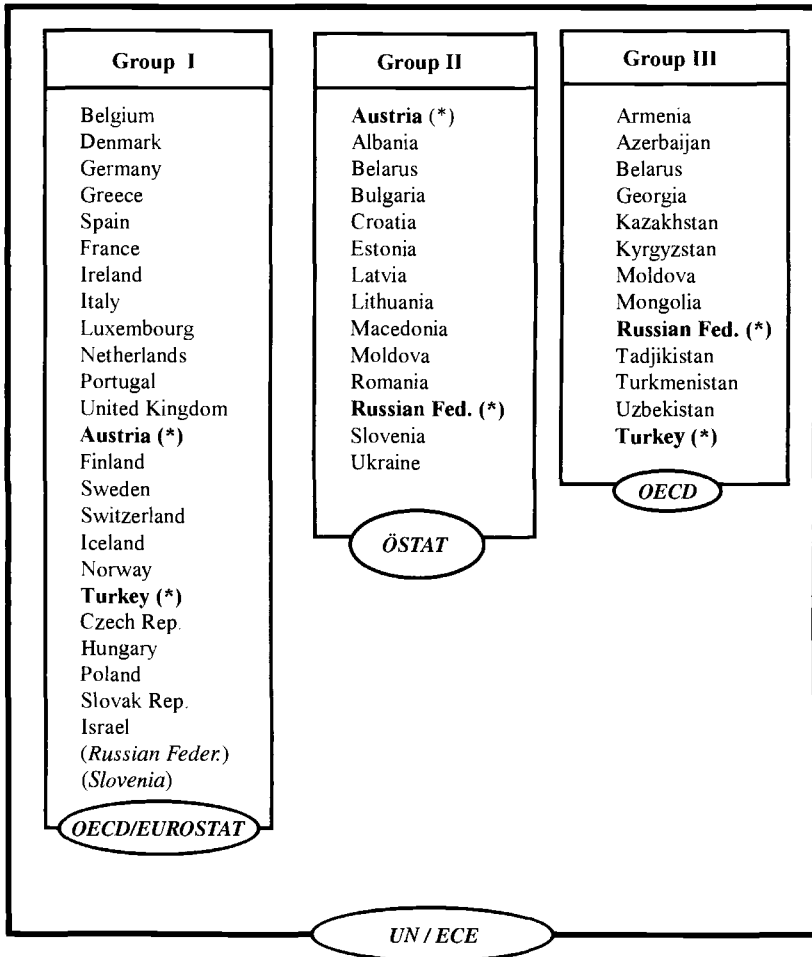 Group I
Belgium
Denmark
Germany
Greece
Spain
France
Ireland
Italy
Luxembourg
Netherlands
Portugal
United Kingdom
Austria (*)
Finland
Sweden
Switzerland
Iceland
Norway
Turkey (*)
Czech Rep.
Hungary
Poland
Slovak Rep.
Israel
(Russian Feder.)
(Slovenia)
OECD/EUROSTAT
Group II
Austria (*)
Albania
Belarus
Bulgaria
Croatia
Estonia
Latvia
Lithuania
Macedonia
Moldova
Romania
Russian Fed. (*)
Slovenia
Ukraine
ÖSTAT
Group III
Armenia
Azerbaijan
Belarus
Georgia
Kazakhstan
Kyrgyzstan
Moldova
Mongolia
Russian Fed. (*)
Tadjikistan
Turkmenistan
Uzbekistan
Turkey (*)
OECD
UN / ECE